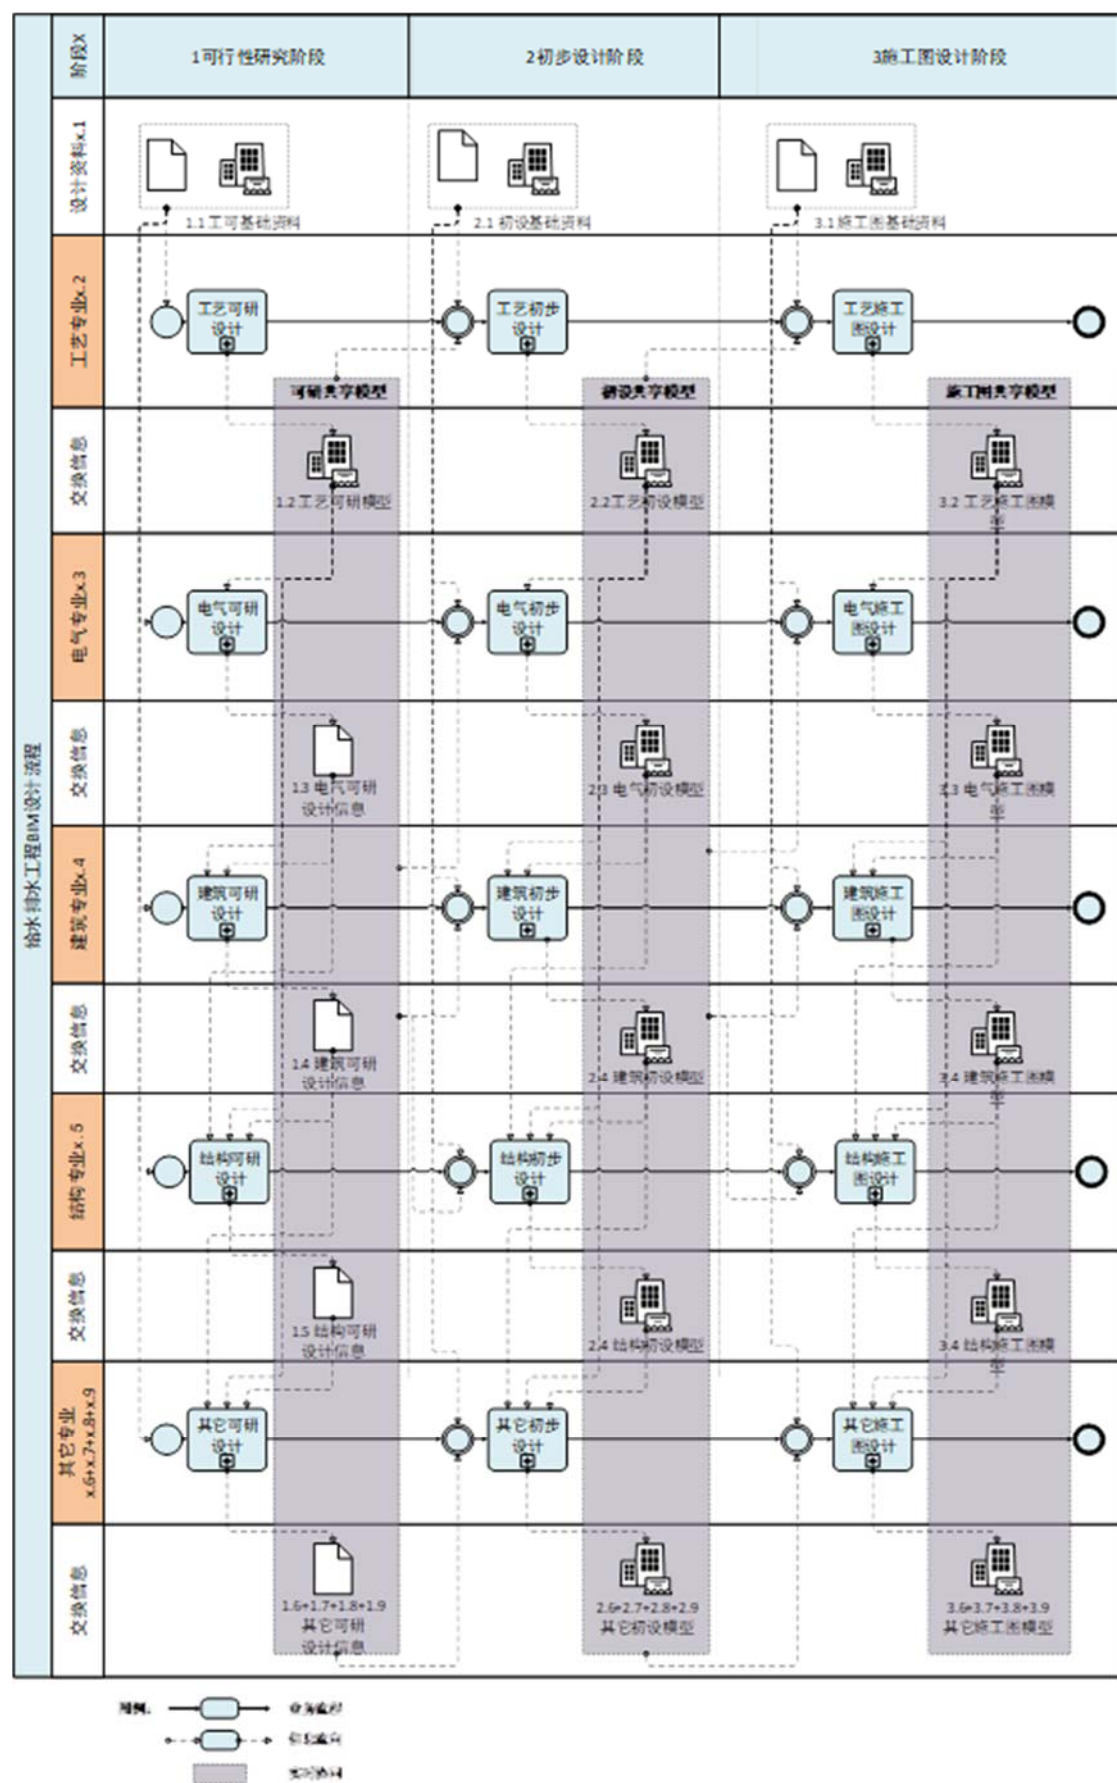 给水排水工程BIM设计流程
阶段X
1可行性研究阶段
2初步设计阶段
3施工图设计阶段
设计资料x.1
1.1 工可基础资料
2.1 初设基础资料
3.1 施工图基础资料
工艺专业x.2
工艺可研
设计
工艺初步
设计
工艺施工
图设计
可研共享模型
初设共享模型
施工图共享模型
交换信息
1.2工艺可研模型
2.2工艺初设模型
3.2 工艺施工图模
电气专业x.3
电气可研
设计
电气初步
设计
电气施工
图设计
交换信息
1.3 电气可研
设计信息
2.3 电气初设模型
3.3 电气施工图模
建筑专业x.4
建筑可研
设计
建筑初步
设计
建筑施工
图设计
交换信息
1.4 建筑可研
设计信息
2.4 建筑初设模型
3.4 建筑施工图模
结构专业x.5
结构可研
设计
结构初步
设计
结构施工
图设计
交换信息
1.5 结构可研
设计信息
2.4 结构初设模型
3.4 结构施工图模
其它专业
x.6+x.7+x.8+x.9
其它可研
设计
其它初步
设计
其它施工
图设计
交换信息
1.6+1.7+1.8+1.9
其它可研
设计信息
2.6+2.7+2.8+2.9
其它初设模型
3.6+3.7+3.8+3.9
其它施工图模型
图例：
业务流程
信息流向